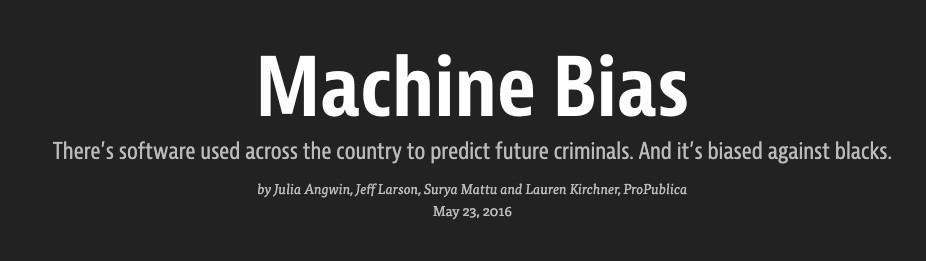 Machine Bias
There’s software used across the country to predict future criminals. And it’s biased against blacks.
by Julia Angwin, Jeff Larson, Surya Mattu and Lauren Kirchner, ProPublica
May 23, 2016